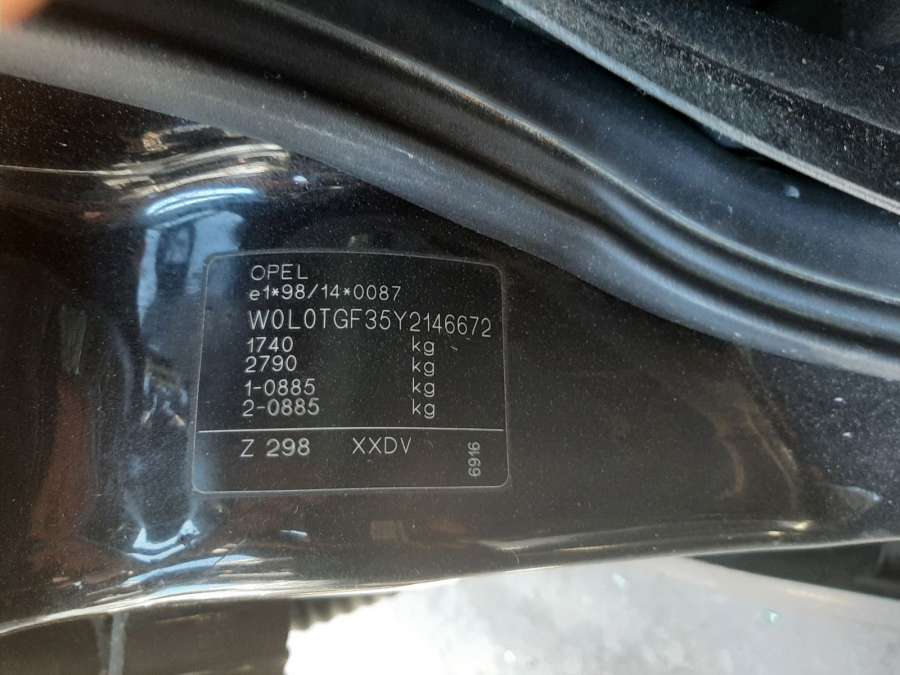 OPEL
e1*98/14*0087
W0L0TGF35Y2146672
1740 kg
2790 kg
1-0885 kg
2-0885 kg
Z 298 XXDV
6916